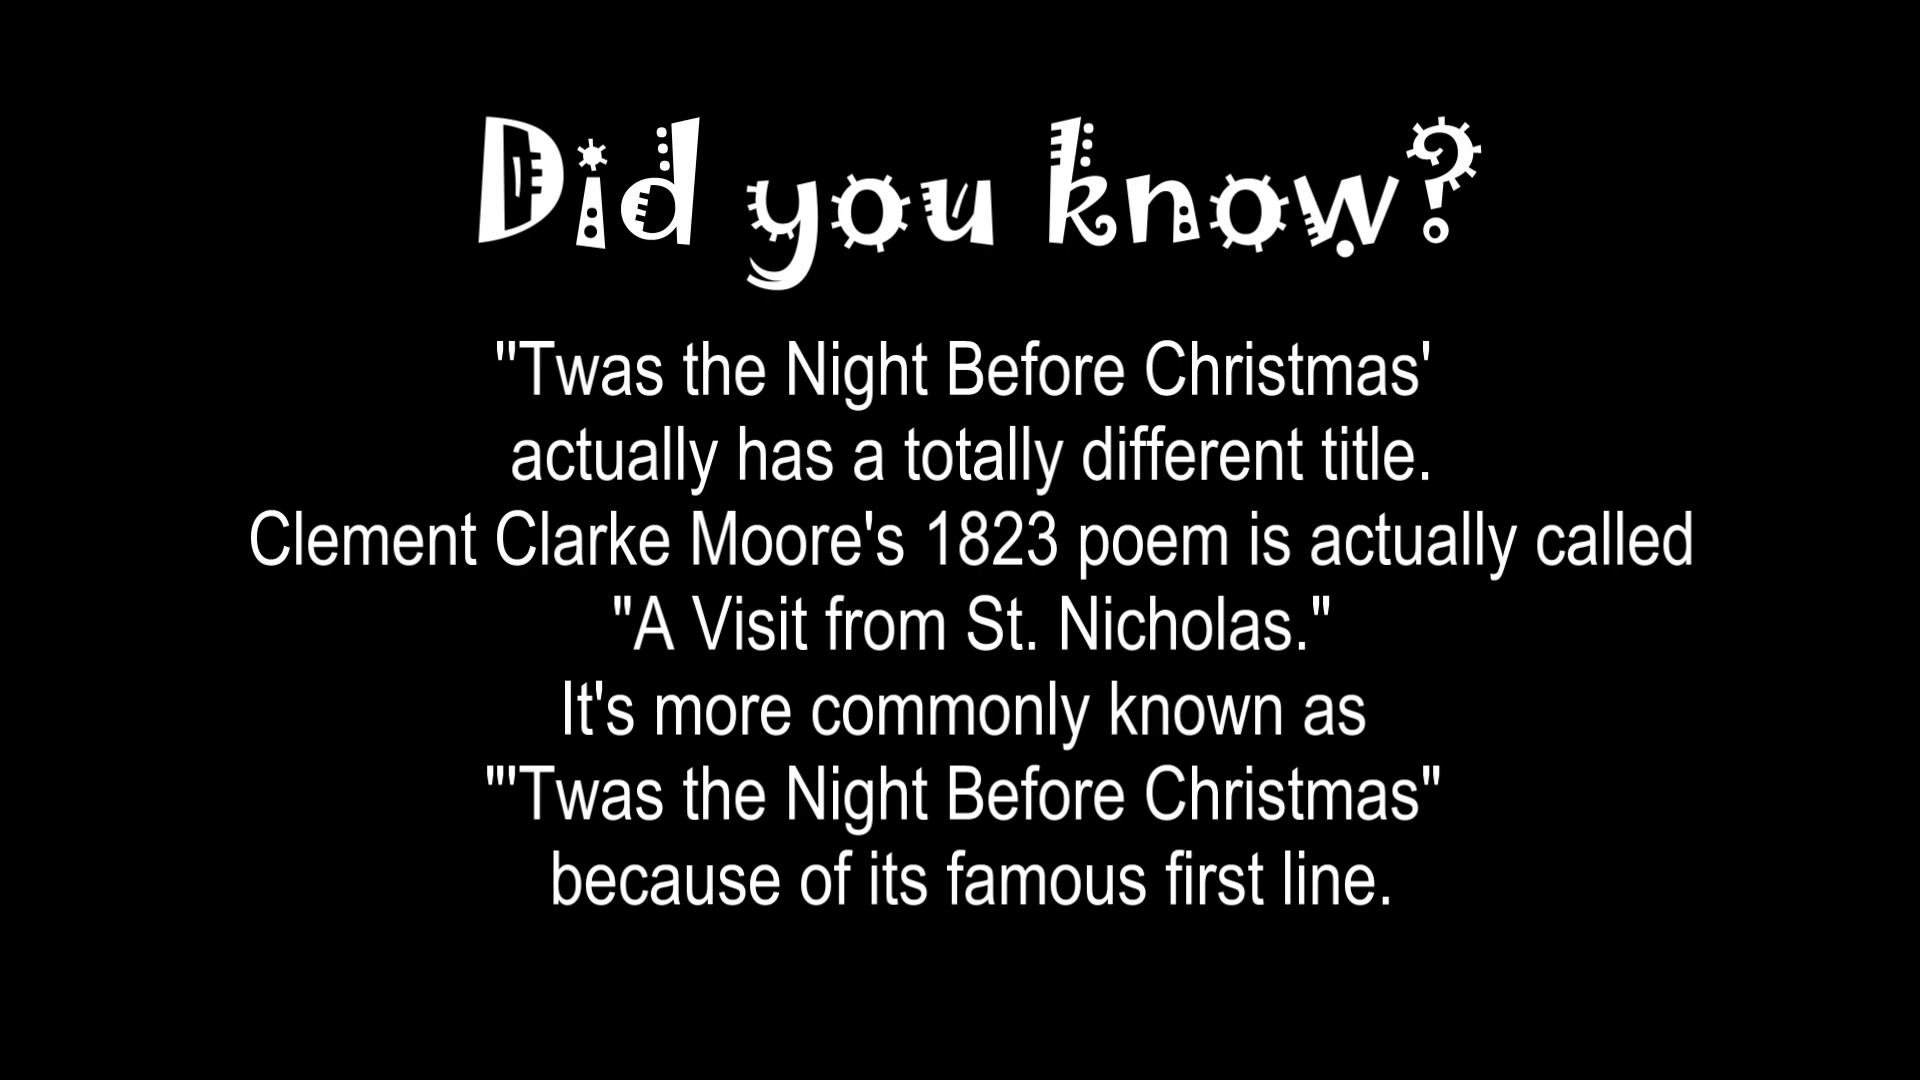 Did you know?
"Twas the Night Before Christmas'
actually has a totally different title.
Clement Clarke Moore's 1823 poem is actually called
"A Visit from St. Nicholas."
It's more commonly known as
"'Twas the Night Before Christmas"
because of its famous first line.